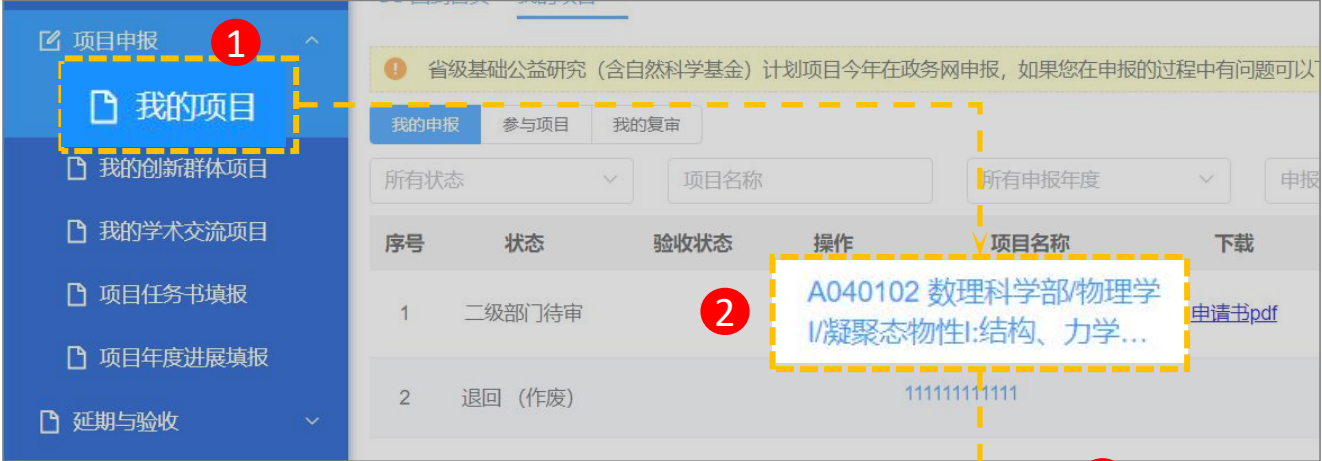 项目申报
1
我的项目
我的创新群体项目
我的学术交流项目
项目任务书填报
项目年度进展填报
延期与验收
我的项目
省级基础公益研究（含自然科学基金）计划项目今年在政务网申报，如果您在申报的过程中有问题可以
我的申报 参与项目 我的复审
所有状态 项目名称 所有申报年度 申报
序号 状态 验收状态 操作 项目名称 下载
1 二级部门待审 2 A040102 数理科学部/物理学
I/凝聚态物性I:结构、力学... 申请书pdf
2 退回（作废） 111111111111